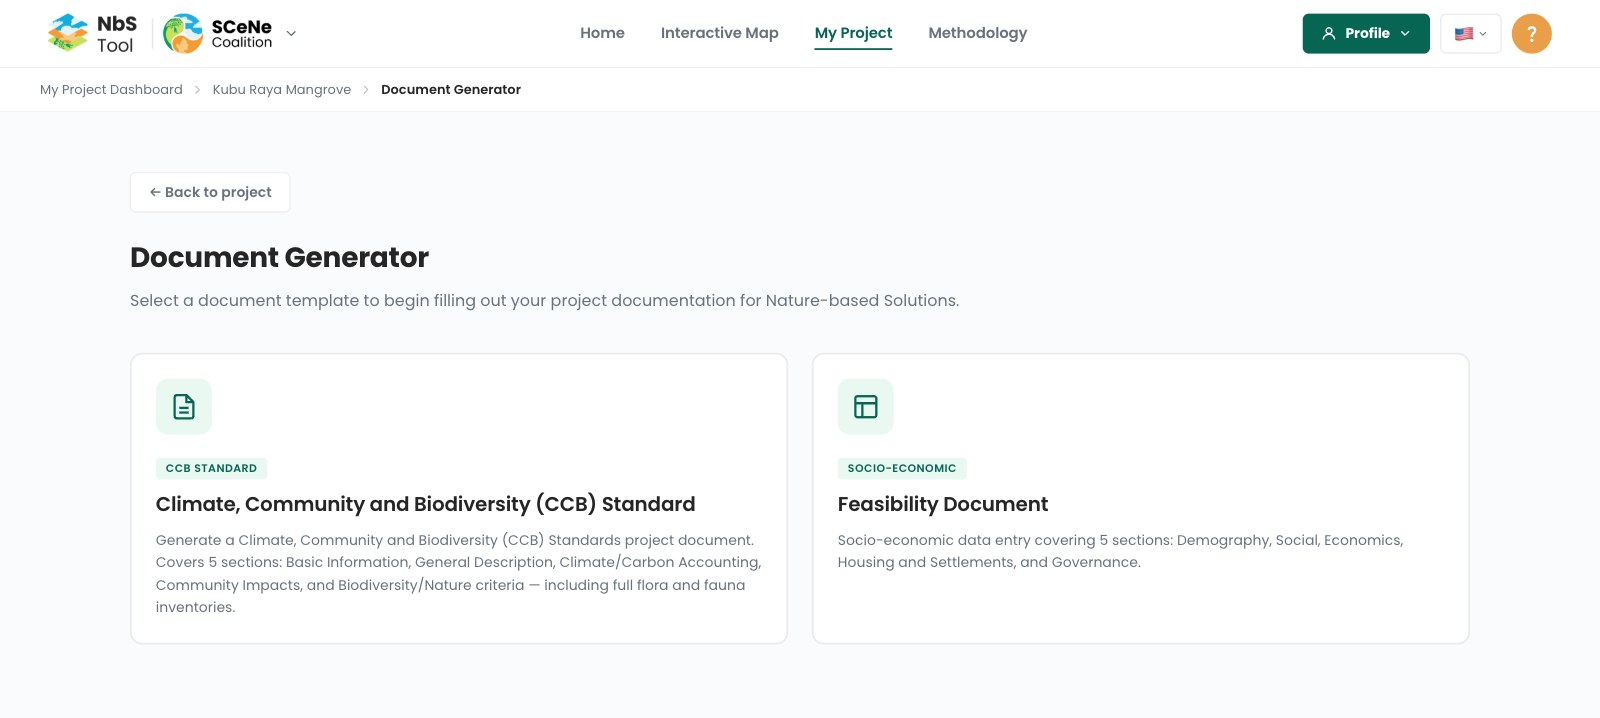 NbS
Tool
SCeNe
Coalition
Home
Interactive Map
My Project
Methodology
Profile
?
My Project Dashboard
Kubu Raya Mangrove
Document Generator
← Back to project
Document Generator
Select a document template to begin filling out your project documentation for Nature-based Solutions.
CCB STANDARD
Climate, Community and Biodiversity (CCB) Standard
Generate a Climate, Community and Biodiversity (CCB) Standards project document.
Covers 5 sections: Basic Information, General Description, Climate/Carbon Accounting,
Community Impacts, and Biodiversity/Nature criteria — including full flora and fauna
inventories.
SOCIO-ECONOMIC
Feasibility Document
Socio-economic data entry covering 5 sections: Demography, Social, Economics,
Housing and Settlements, and Governance.